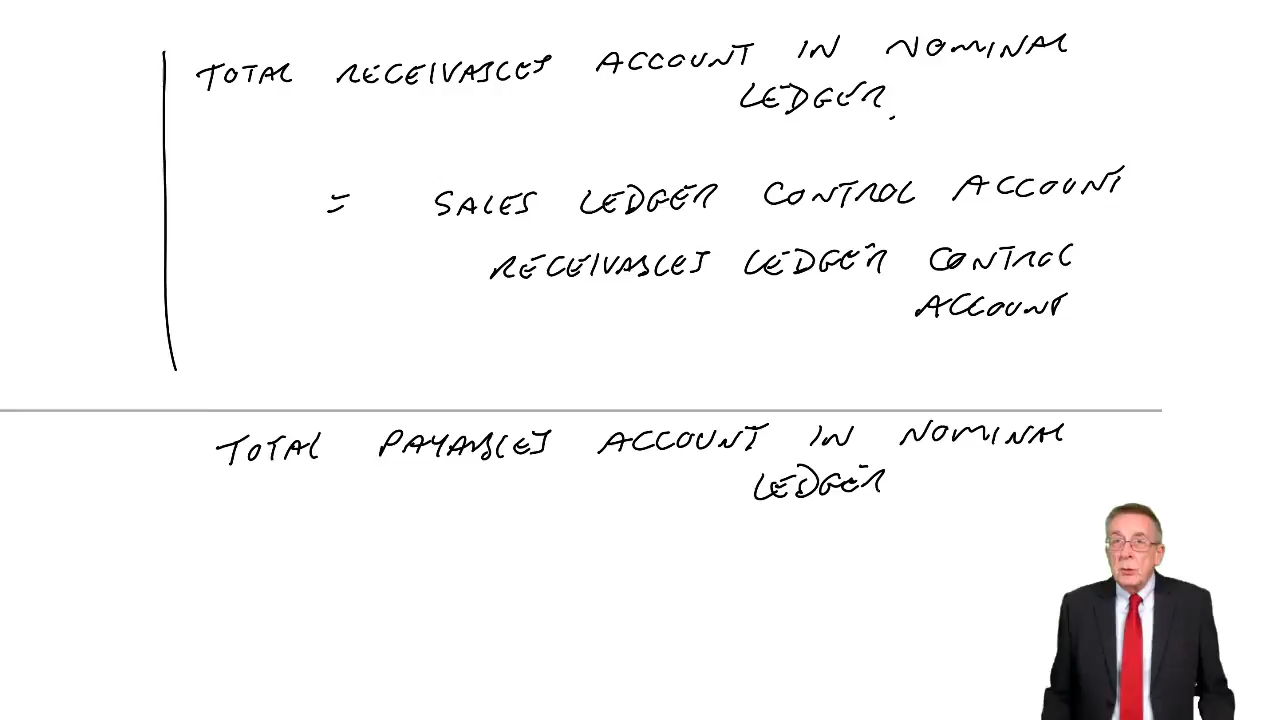 TOTAL RECEIVABLES ACCOUNT IN NOMINAL
LEDGER.
= SALES LEDGER CONTROL ACCOUNT
RECEIVABLES LEDGER CONTROL
ACCOUNT
TOTAL PAYABLES ACCOUNT IN NOMINAL
LEDGER